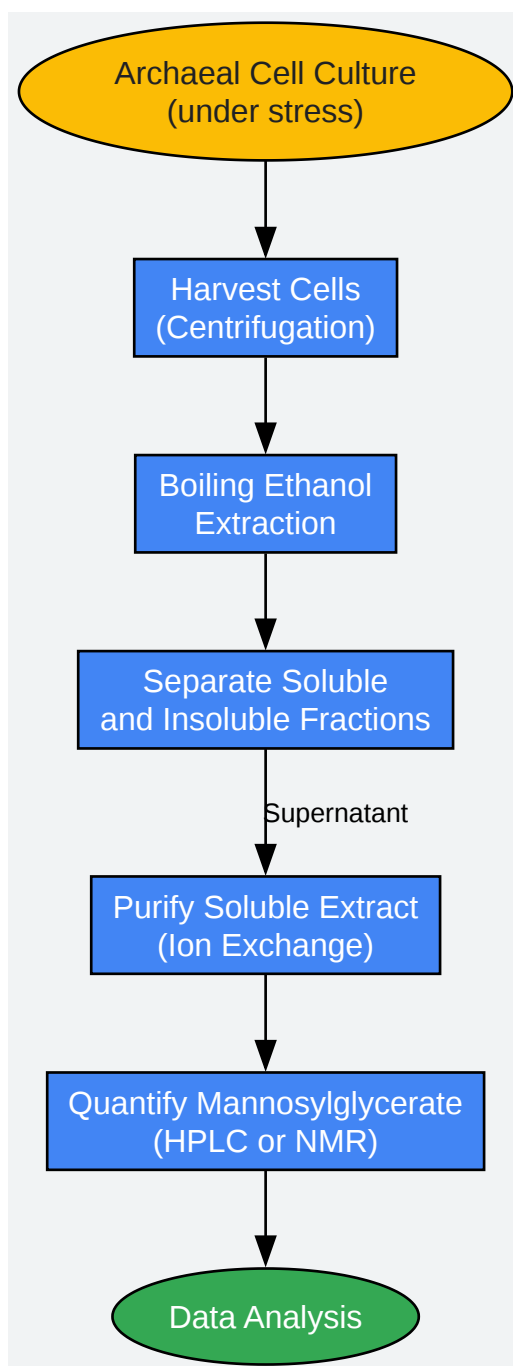 Archaeal Cell Culture
(under stress)
Harvest Cells
(Centrifugation)
Boiling Ethanol
Extraction
Separate Soluble
and Insoluble Fractions
Supernatant
Purify Soluble Extract
(Ion Exchange)
Quantify Mannosylglycerate
(HPLC or NMR)
Data Analysis